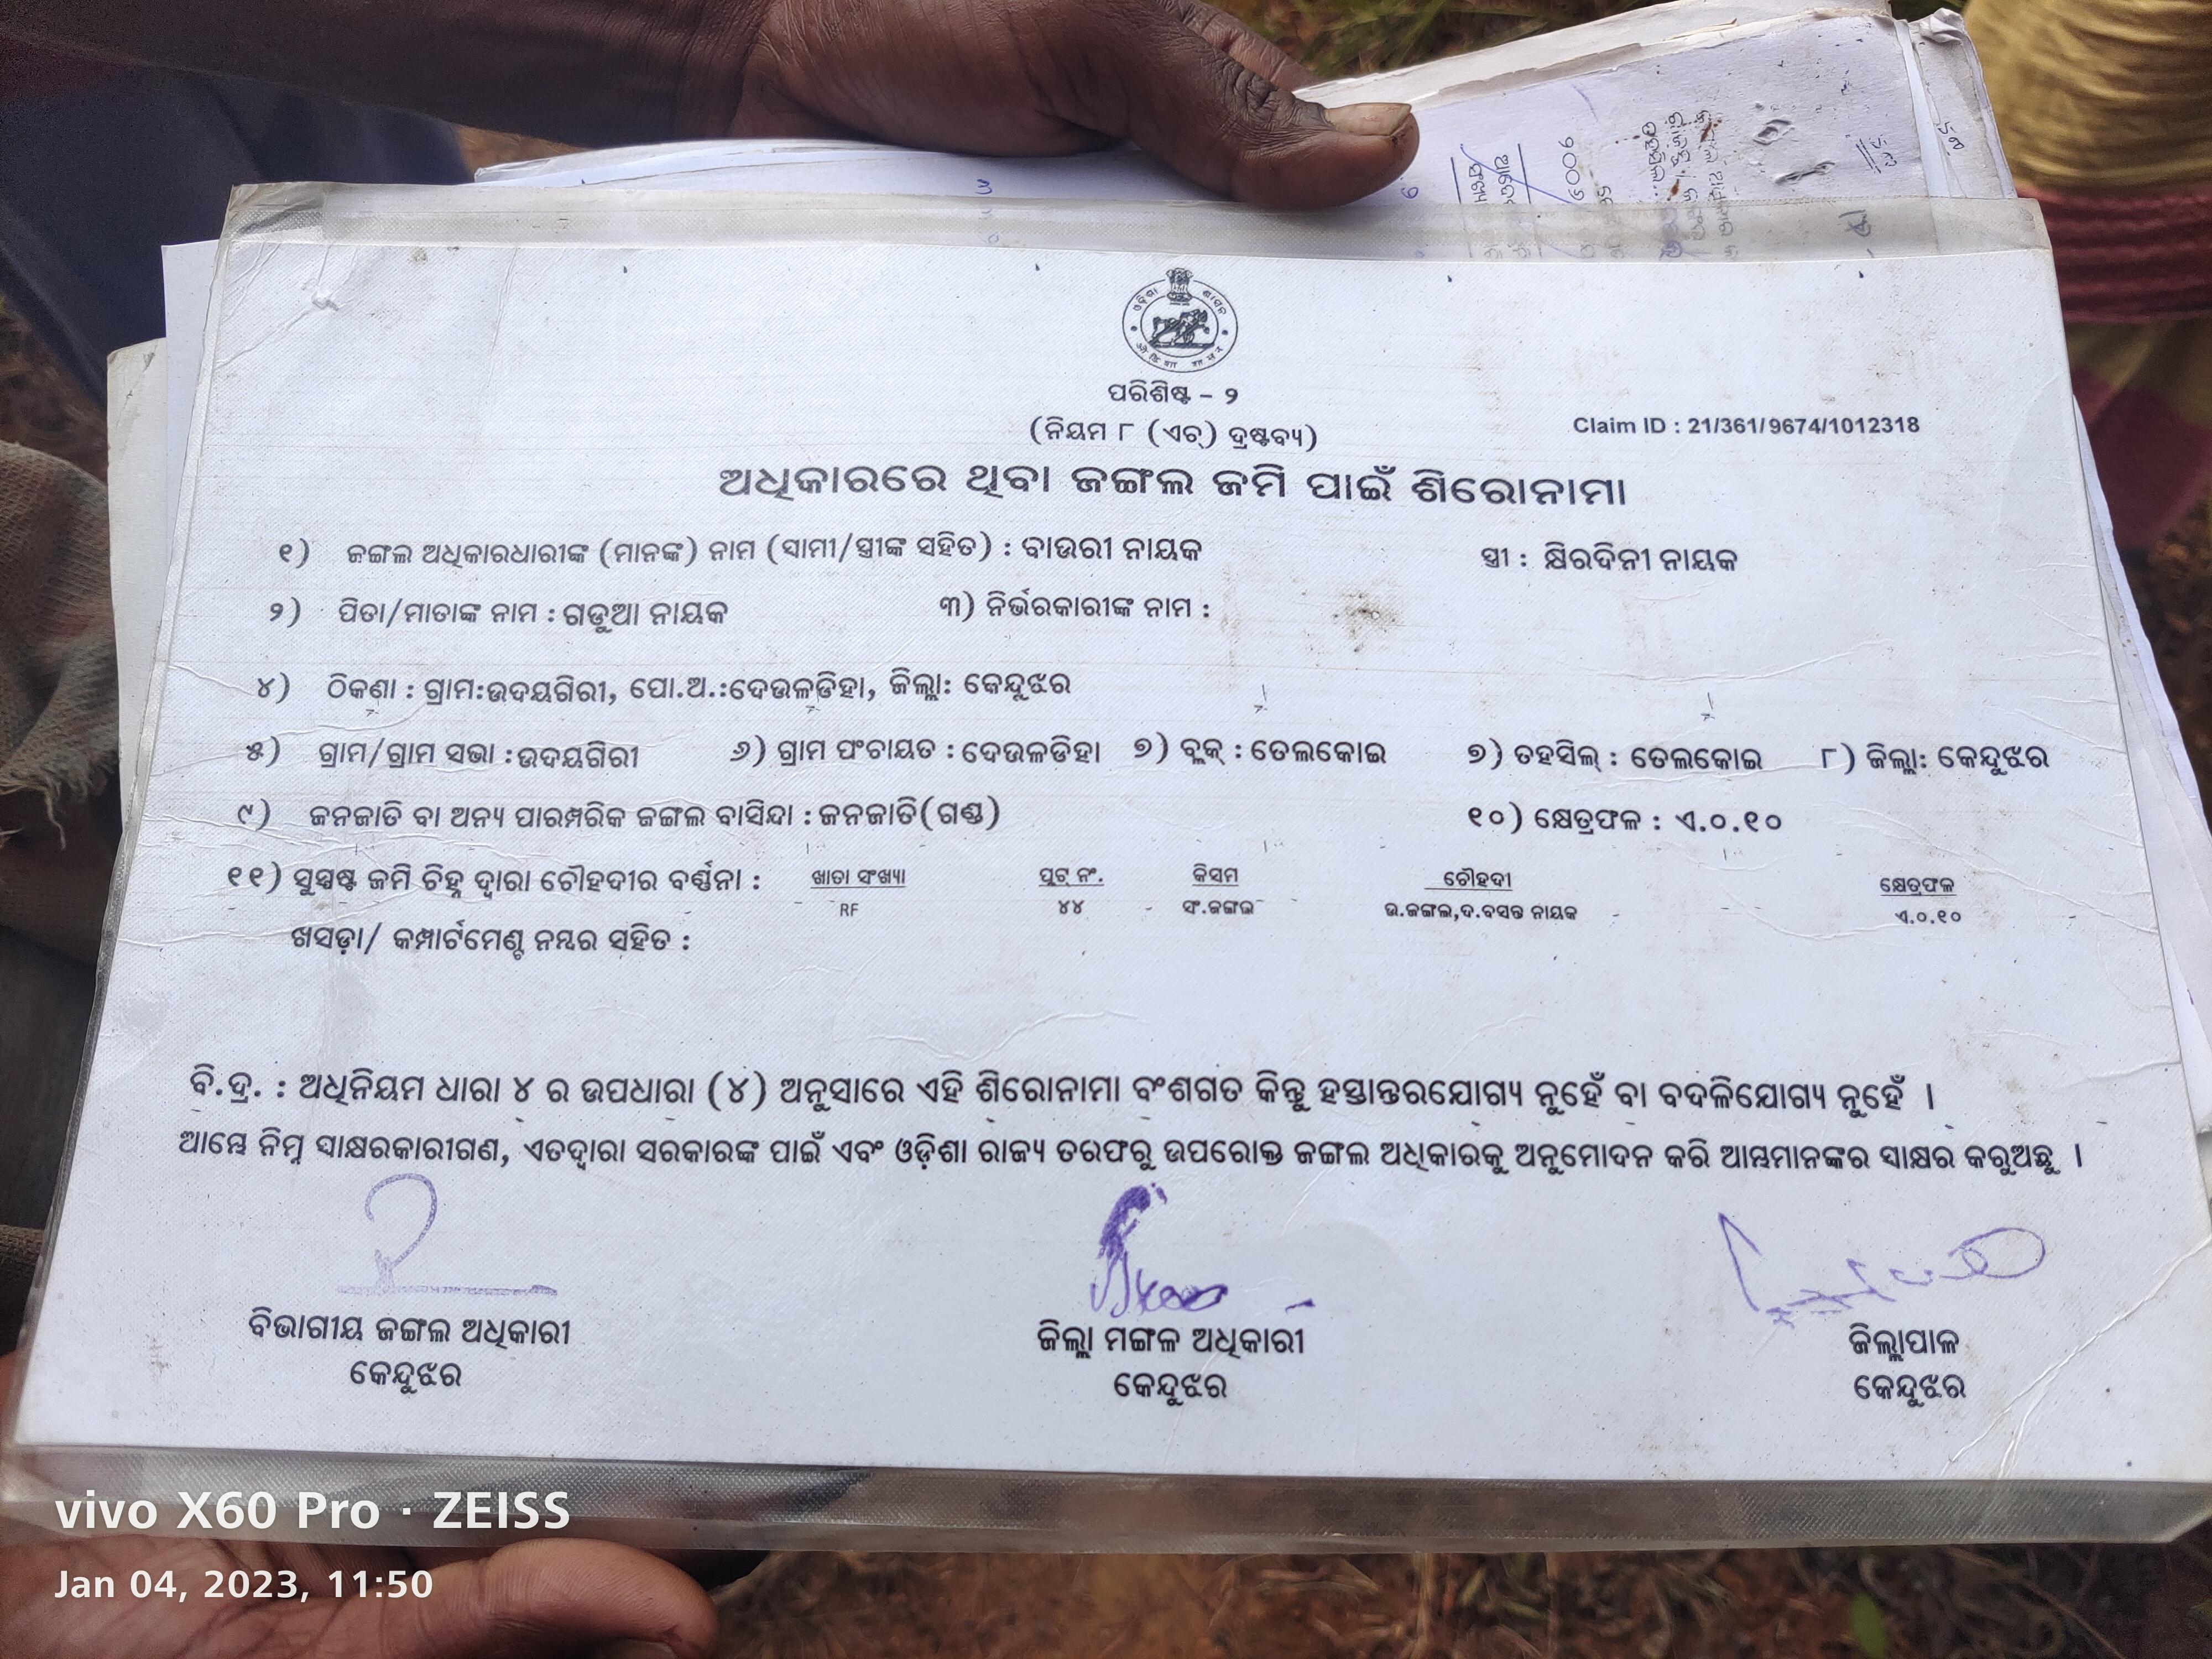 ଓଡ଼ିଶା ଶାସନ
ପରିଶିଷ୍ଟ - ୨
(ନିୟମ ୮ (ଏଚ୍) ଦ୍ରଷ୍ଟବ୍ୟ)
Claim ID : 21/361/9674/1012318
ଅଧିକାରରେ ଥିବା ଜଙ୍ଗଲ ଜମି ପାଇଁ ଶିରୋନାମା
୧) ଜଙ୍ଗଲ ଅଧିକାରଧାରୀଙ୍କ (ମାନଙ୍କ) ନାମ (ସାମୀ/ସ୍ତ୍ରୀଙ୍କ ସହିତ) : ବାଉରୀ ନାୟକ ସ୍ତ୍ରୀ : କ୍ଷିରଦିନୀ ନାୟକ
୨) ପିତା/ମାତାଙ୍କ ନାମ : ଗଡୁଆ ନାୟକ ୩) ନିର୍ଭରକାରୀଙ୍କ ନାମ :
୪) ଠିକଣା : ଗ୍ରାମ:ଉଦୟଗିରୀ, ପୋ.ଅ.:ଦେଉଳଡିହା, ଜିଲ୍ଲା: କେନ୍ଦୁଝର
୫) ଗ୍ରାମ/ଗ୍ରାମ ସଭା :ଉଦୟଗିରୀ ୬) ଗ୍ରାମ ପଂଚାୟତ : ଦେଉଳଡିହା ୭) ବ୍ଲକ୍ : ତେଲକୋଇ ୭) ତହସିଲ୍ : ତେଲକୋଇ ୮) ଜିଲ୍ଲା: କେନ୍ଦୁଝର
୯) ଜନଜାତି ବା ଅନ୍ୟ ପାରମ୍ପରିକ ଜଙ୍ଗଲ ବାସିନ୍ଦା : ଜନଜାତି(ଗଣ୍ଡ) ୧୦) କ୍ଷେତ୍ରଫଳ : ଏ.୦.୧୦
୧୧) ସୁସ୍ପଷ୍ଟ ଜମି ଚିହ୍ନ ଦ୍ୱାରା ଚୌହଦୀର ବର୍ଣ୍ଣନା : ଖାତା ସଂଖ୍ୟା ପ୍ଲଟ୍ ନଂ. କିସମ ଚୌହଦୀ କ୍ଷେତ୍ରଫଳ
RF ୪୪ ସଂ.ଜଙ୍ଗଲ ଉ.ଜଙ୍ଗଲ,ଦ.ବସନ୍ତ ନାୟକ ଏ.୦.୧୦
ଖସଡ଼ା/ କମ୍ପାର୍ଟମେଣ୍ଟ ନମ୍ବର ସହିତ :
ବି.ଦ୍ର. : ଅଧିନିୟମ ଧାରା ୪ ର ଉପଧାରା (୪) ଅନୁସାରେ ଏହି ଶିରୋନାମା ବଂଶଗତ କିନ୍ତୁ ହସ୍ତାନ୍ତରଯୋଗ୍ୟ ନୁହେଁ ବା ବଦଳିଯୋଗ୍ୟ ନୁହେଁ ।
ଆମ୍ଭେ ନିମ୍ନ ସାକ୍ଷରକାରୀଗଣ, ଏତଦ୍ୱାରା ସରକାରଙ୍କ ପାଇଁ ଏବଂ ଓଡ଼ିଶା ରାଜ୍ୟ ତରଫରୁ ଉପରୋକ୍ତ ଜଙ୍ଗଲ ଅଧିକାରକୁ ଅନୁମୋଦନ କରି ଆମ୍ଭମାନଙ୍କର ସାକ୍ଷର କରୁଅଛୁ ।
ବିଭାଗୀୟ ଜଙ୍ଗଲ ଅଧିକାରୀ ଜିଲ୍ଲା ମଙ୍ଗଳ ଅଧିକାରୀ ଜିଲ୍ଲାପାଳ
କେନ୍ଦୁଝର କେନ୍ଦୁଝର କେନ୍ଦୁଝର
vivo X60 Pro · ZEISS
Jan 04, 2023, 11:50